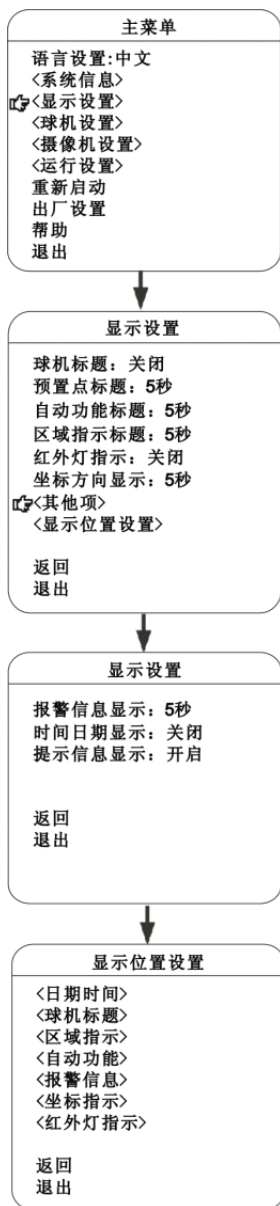 主菜单
语言设置:中文
<系统信息>
<显示设置>
<球机设置>
<摄像机设置>
<运行设置>
重新启动
出厂设置
帮助
退出
显示设置
球机标题：关闭
预置点标题：5秒
自动功能标题：5秒
区域指示标题：5秒
红外灯指示：关闭
坐标方向显示：5秒
<其他项>
<显示位置设置>
返回
退出
显示设置
报警信息显示：5秒
时间日期显示：关闭
提示信息显示：开启
返回
退出
显示位置设置
<日期时间>
<球机标题>
<区域指示>
<自动功能>
<报警信息>
<坐标指示>
<红外灯指示>
返回
退出